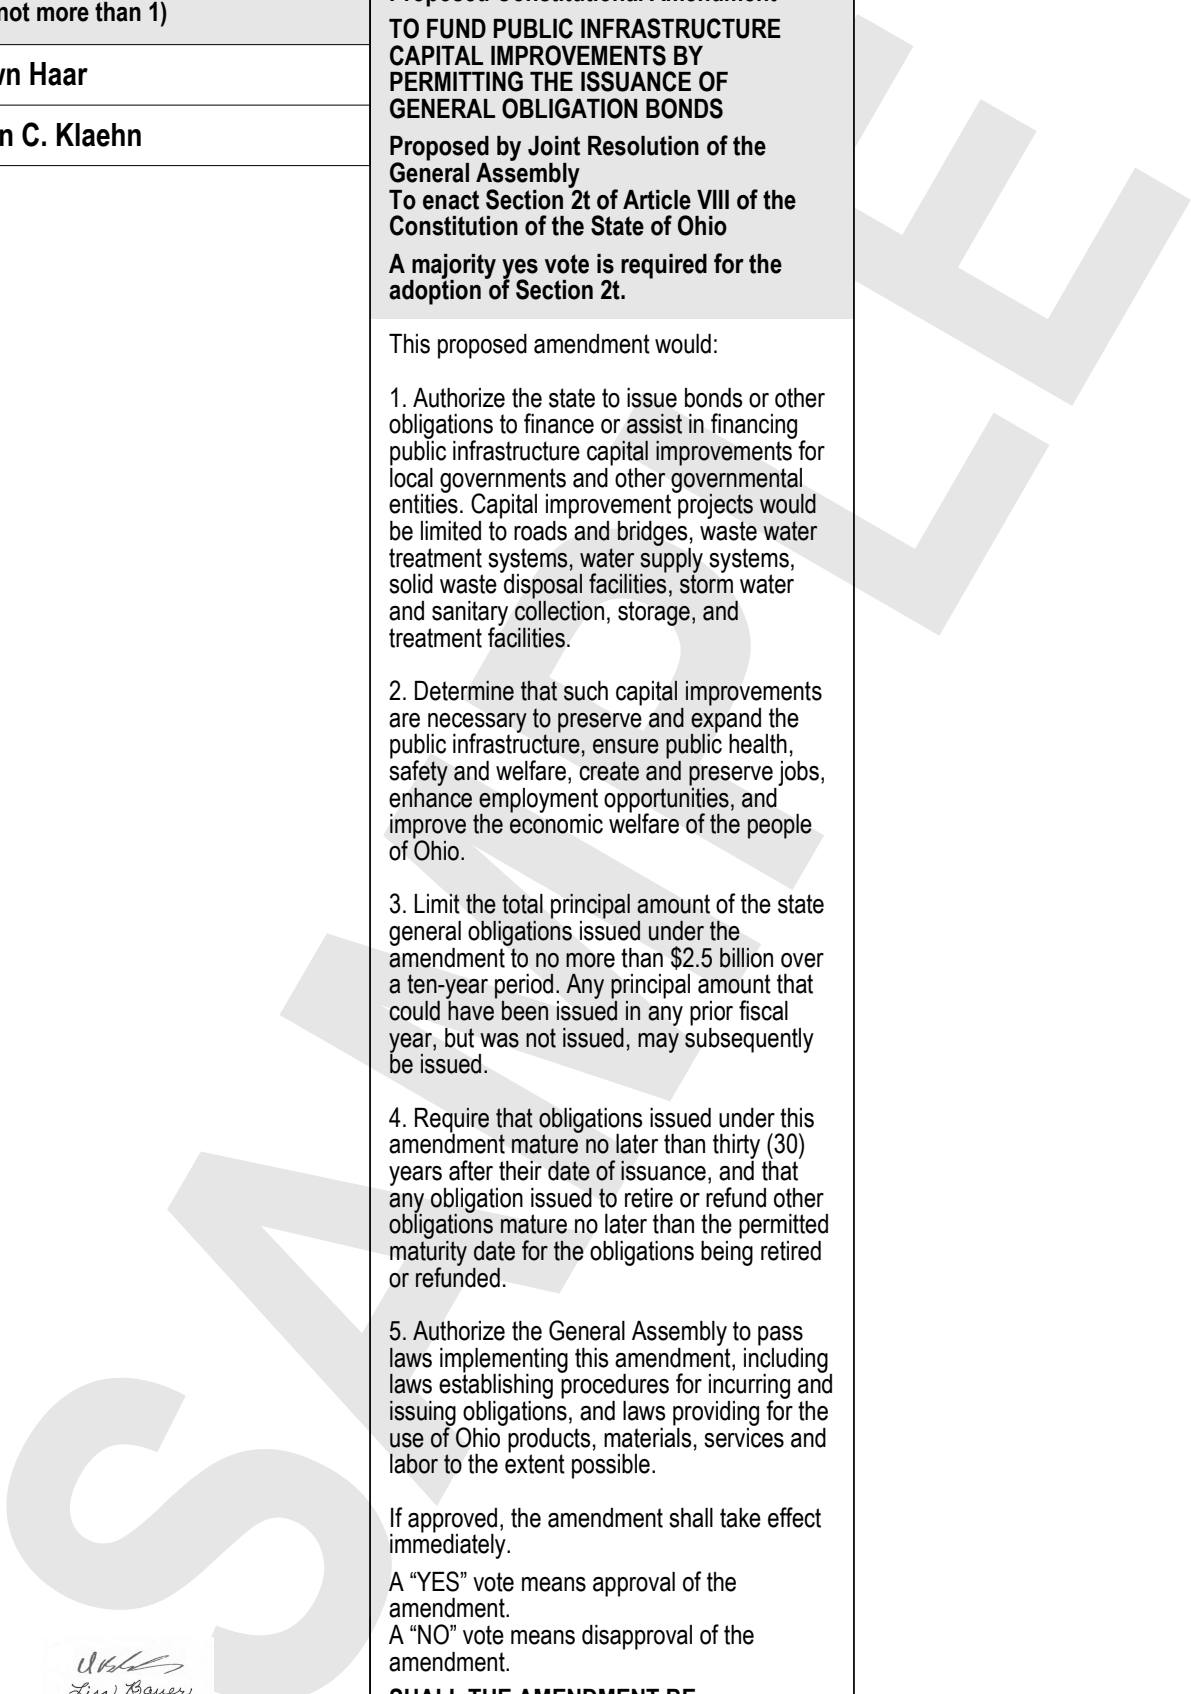 not more than 1)
n Haar
n C. Klaehn
TO FUND PUBLIC INFRASTRUCTURE
CAPITAL IMPROVEMENTS BY
PERMITTING THE ISSUANCE OF
GENERAL OBLIGATION BONDS
Proposed by Joint Resolution of the
General Assembly
To enact Section 2t of Article VIII of the
Constitution of the State of Ohio
A majority yes vote is required for the
adoption of Section 2t.
This proposed amendment would:
1. Authorize the state to issue bonds or other
obligations to finance or assist in financing
public infrastructure capital improvements for
local governments and other governmental
entities. Capital improvement projects would
be limited to roads and bridges, waste water
treatment systems, water supply systems,
solid waste disposal facilities, storm water
and sanitary collection, storage, and
treatment facilities.
2. Determine that such capital improvements
are necessary to preserve and expand the
public infrastructure, ensure public health,
safety and welfare, create and preserve jobs,
enhance employment opportunities, and
improve the economic welfare of the people
of Ohio.
3. Limit the total principal amount of the state
general obligations issued under the
amendment to no more than $2.5 billion over
a ten-year period. Any principal amount that
could have been issued in any prior fiscal
year, but was not issued, may subsequently
be issued.
4. Require that obligations issued under this
amendment mature no later than thirty (30)
years after their date of issuance, and that
any obligation issued to retire or refund other
obligations mature no later than the permitted
maturity date for the obligations being retired
or refunded.
5. Authorize the General Assembly to pass
laws implementing this amendment, including
laws establishing procedures for incurring and
issuing obligations, and laws providing for the
use of Ohio products, materials, services and
labor to the extent possible.
If approved, the amendment shall take effect
immediately.
A “YES” vote means approval of the
amendment.
A “NO” vote means disapproval of the
amendment.
SHALL THE AMENDMENT BE
Bauer
SAMPLE